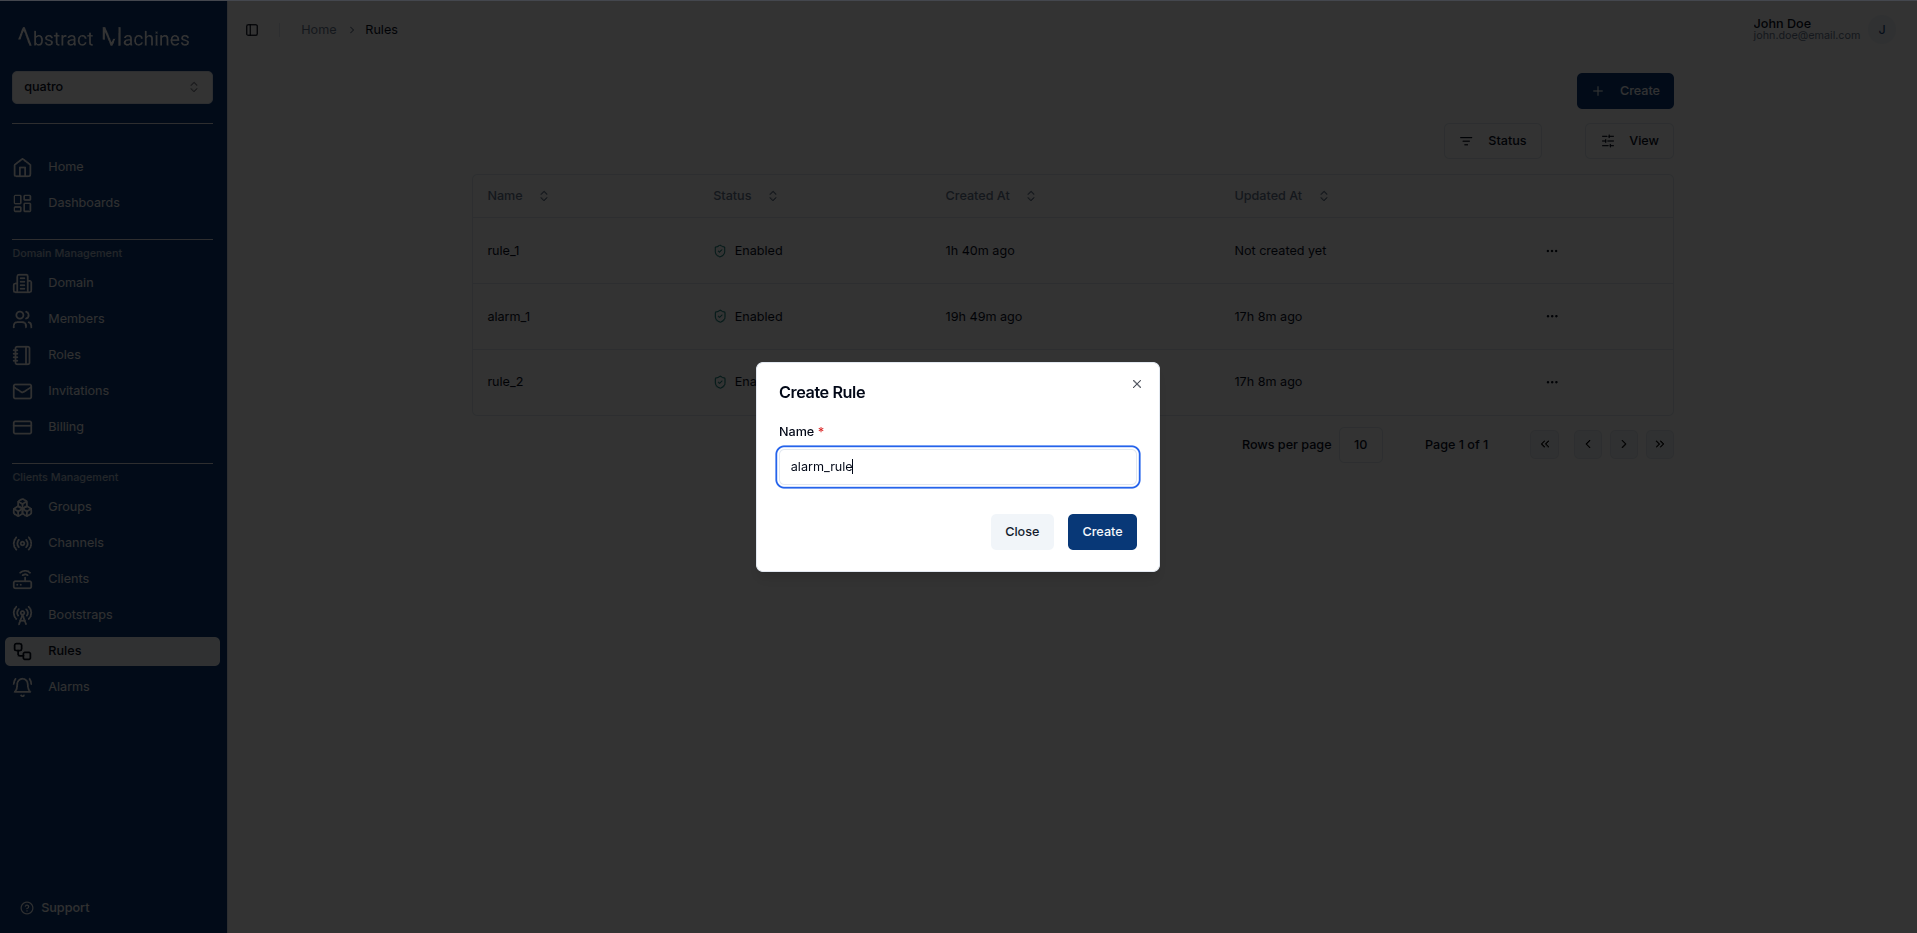 Abstract Machines
quatro
Home
Dashboards
Domain Management
Domain
Members
Roles
Invitations
Billing
Clients Management
Groups
Channels
Clients
Bootstraps
Rules
Alarms
Support
Home > Rules
John Doe
john.doe@email.com
J
+ Create
Status
View
Name Status Created At Updated At
rule_1 Enabled 1h 40m ago Not created yet ...
alarm_1 Enabled 19h 49m ago 17h 8m ago ...
rule_2 Ena 17h 8m ago ...
Rows per page 10 Page 1 of 1 « < > »
Create Rule
Name *
alarm_rule
Close Create